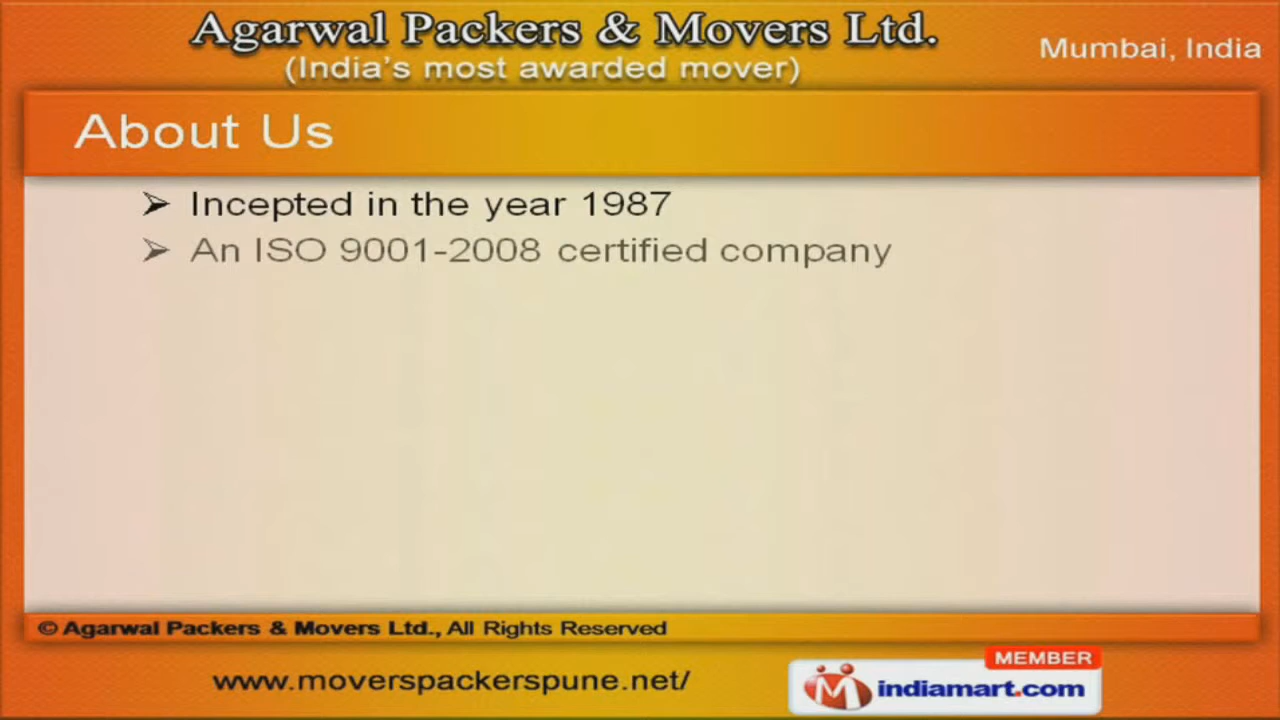 Agarwal Packers & Movers Ltd.
(India's most awarded mover)
Mumbai, India
About Us
➢ Incepted in the year 1987
➢ An ISO 9001-2008 certified company
© Agarwal Packers & Movers Ltd., All Rights Reserved
www.moverspackerspune.net/
MEMBER
indiamart.com